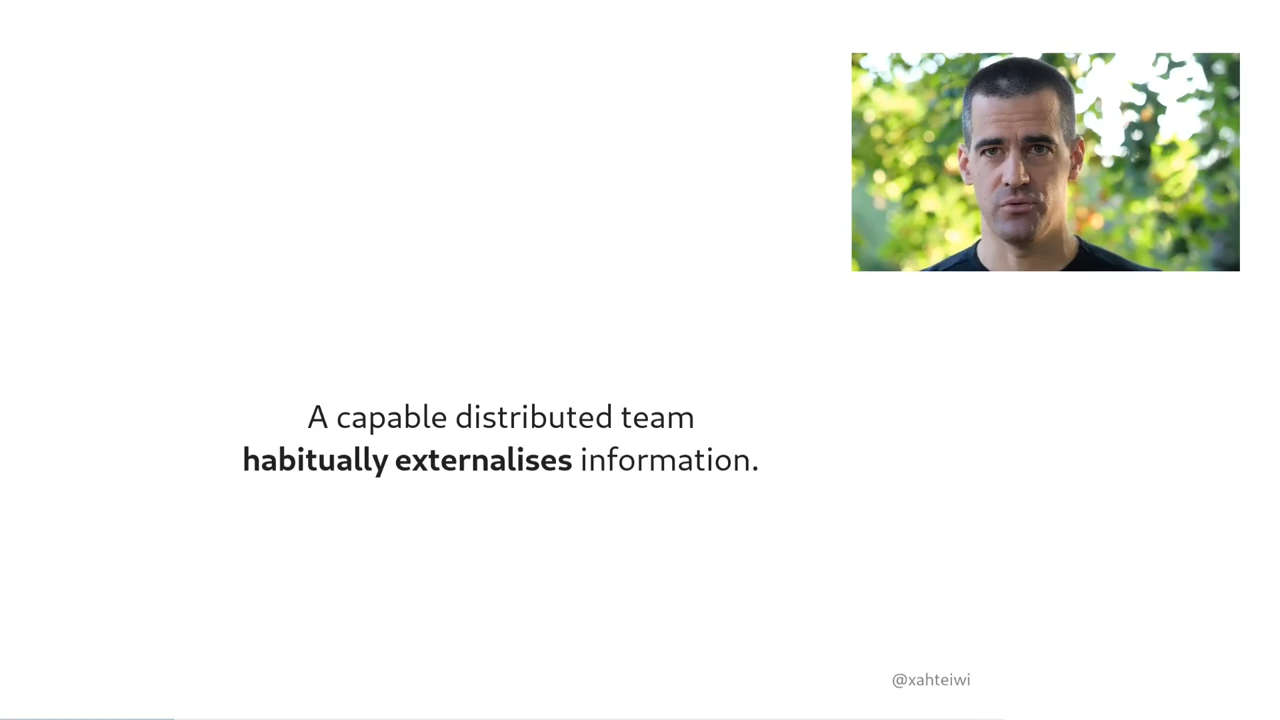 A capable distributed team
habitually externalises information.
@xahteiwi